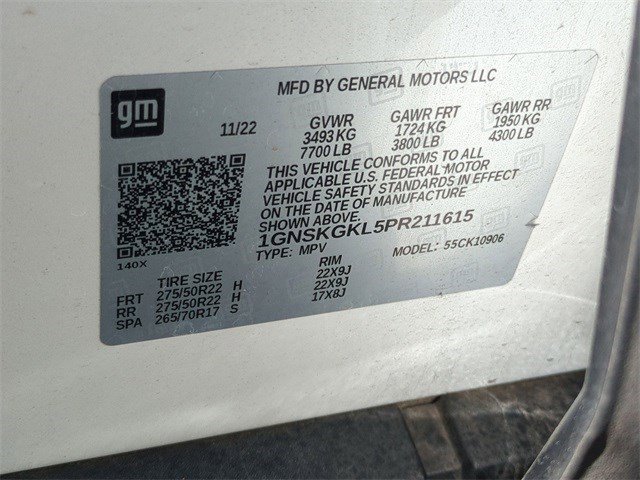 MFD BY GENERAL MOTORS LLC
gm
11/22 GVWR GAWR FRT GAWR RR
3493 KG 1724 KG 1950 KG
7700 LB 3800 LB 4300 LB
THIS VEHICLE CONFORMS TO ALL
APPLICABLE U.S. FEDERAL MOTOR
VEHICLE SAFETY STANDARDS IN EFFECT
ON THE DATE OF MANUFACTURE
SHOWN ABOVE.
1GNSKGKL5PR211615
TYPE: MPV MODEL: 55CK10906
140X
TIRE SIZE RIM
FRT 275/50R22 H 22X9J
RR 275/50R22 H 22X9J
SPA 265/70R17 S 17X8J